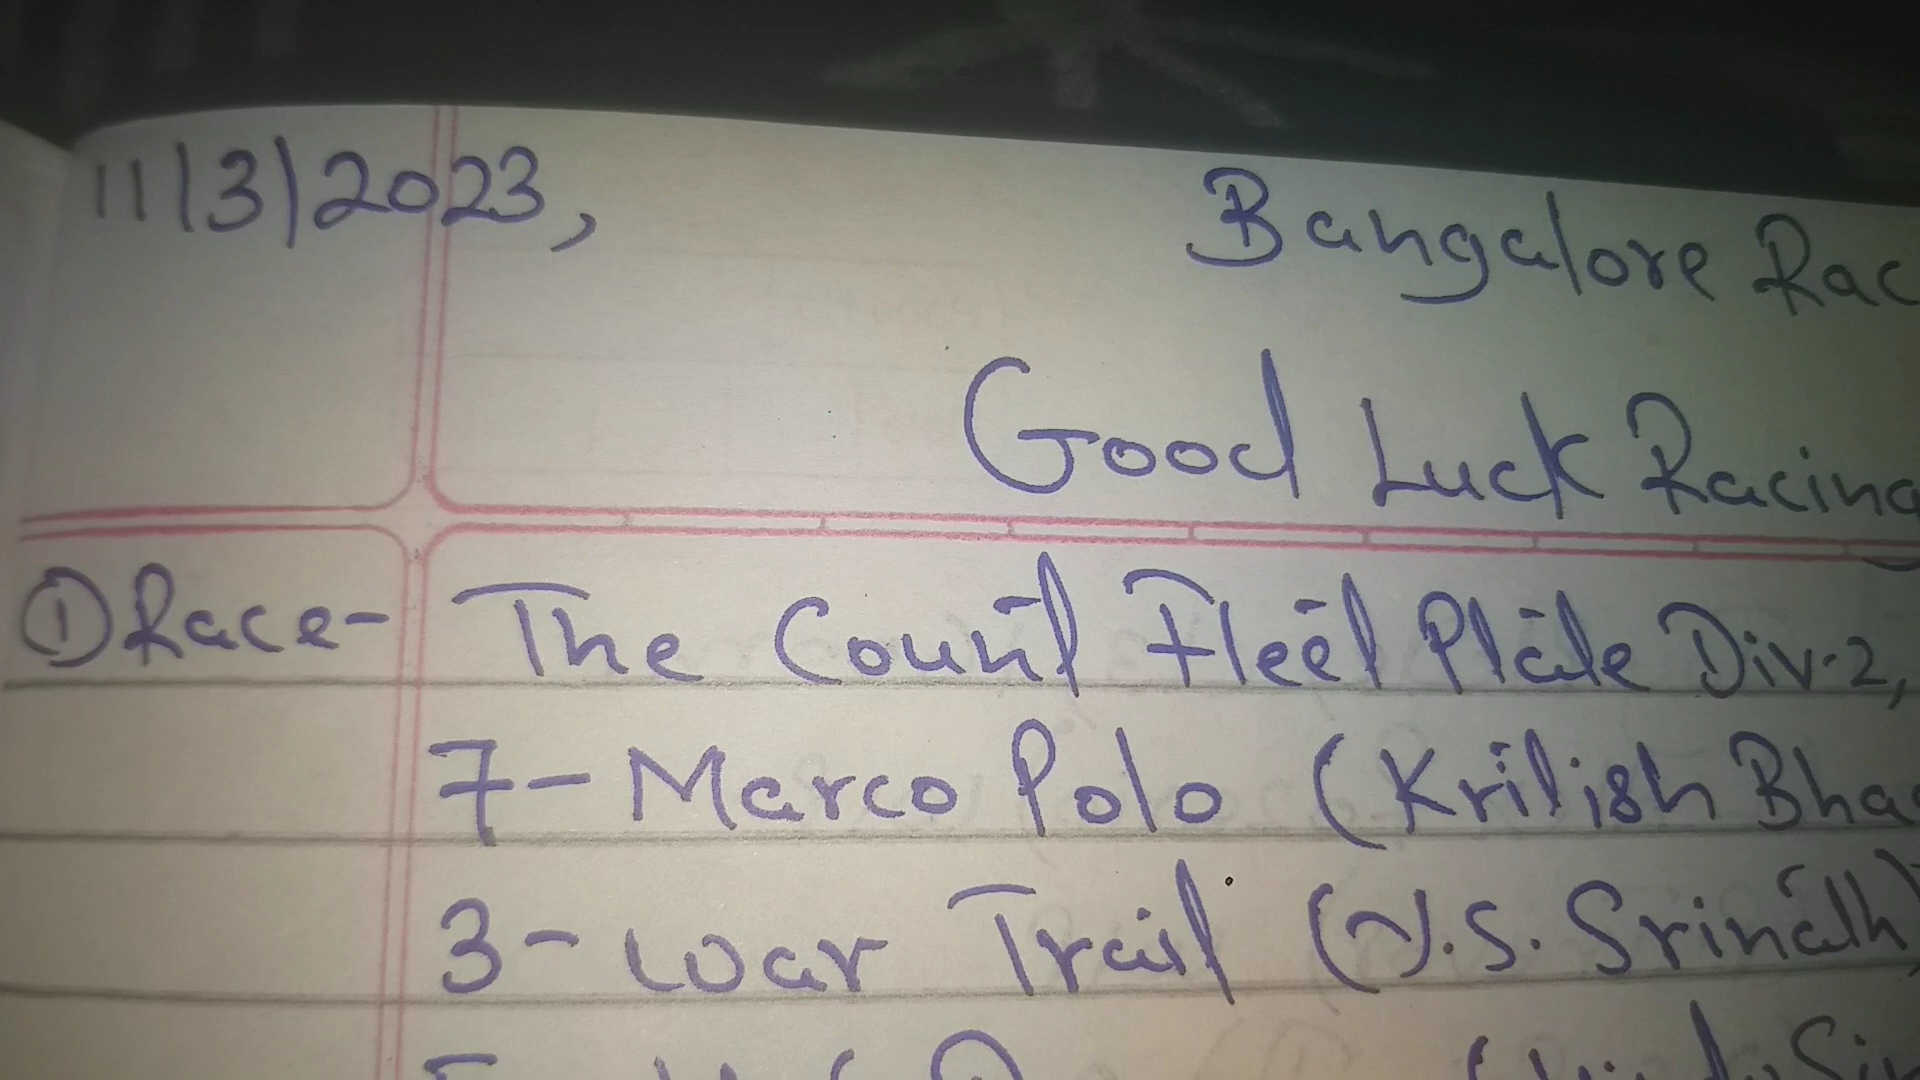 11/3/2023, Bangalore Rac
Good Luck Racing
① Race- The Count Fleet Plate Div-2,
7- Marco Polo (Kritish Bha
3- War Trail (J.S. Srinath)